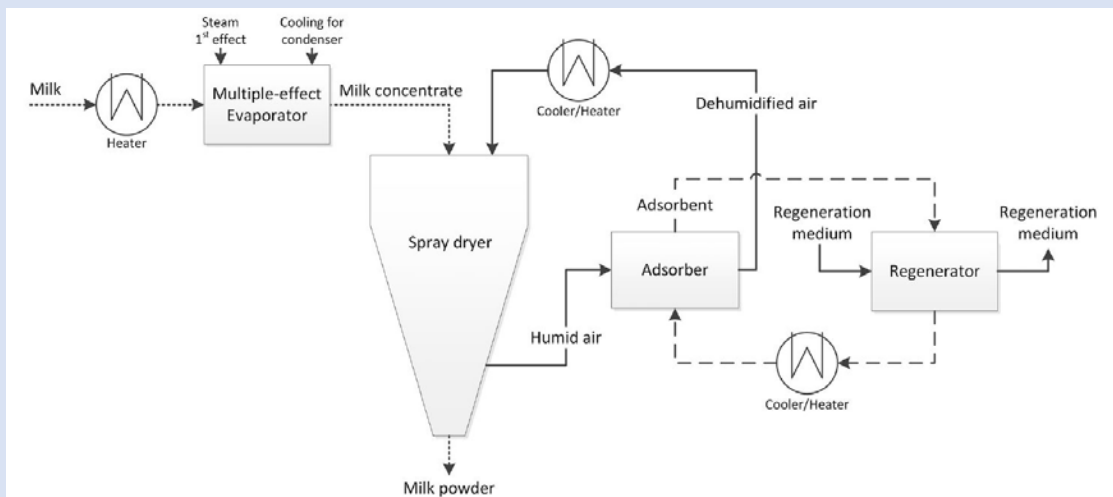 Steam
1st effect
Cooling for
condenser
Milk
Heater
Multiple-effect
Evaporator
Milk concentrate
Cooler/Heater
Dehumidified air
Spray dryer
Adsorbent
Adsorber
Regeneration
medium
Regeneration
medium
Regenerator
Humid air
Cooler/Heater
Milk powder